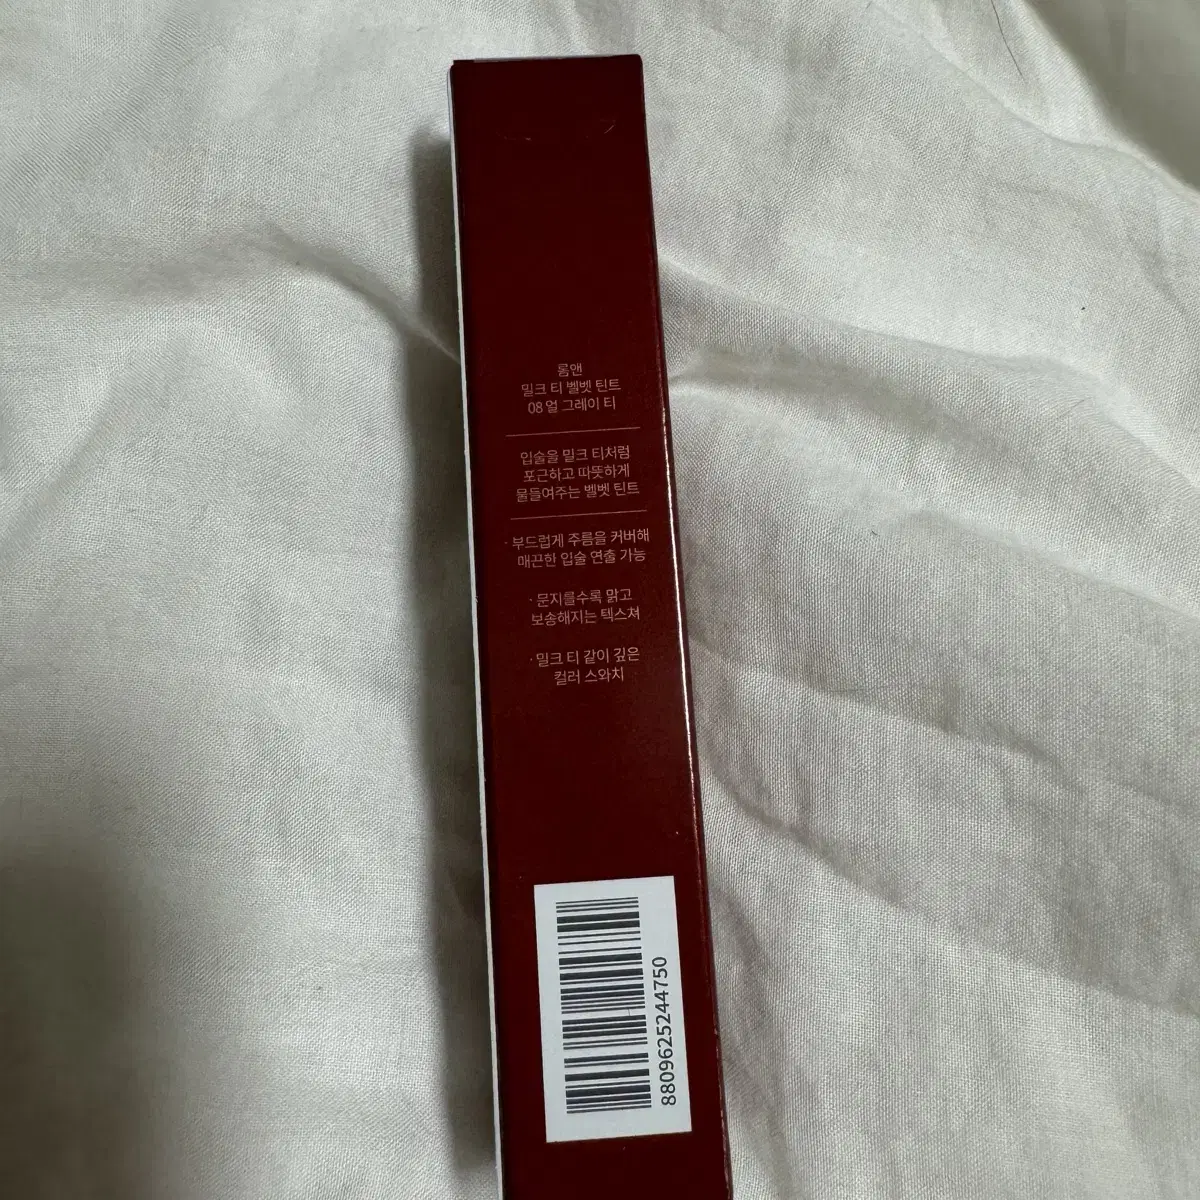 롬앤
밀크 티 벨벳 틴트
08 얼 그레이 티
입술을 밀크 티처럼
포근하고 따뜻하게
물들여주는 벨벳 틴트
· 부드럽게 주름을 커버해
매끈한 입술 연출 가능
· 문지를수록 맑고
보송해지는 텍스쳐
· 밀크 티 같이 깊은
컬러 스와치
8809625244750